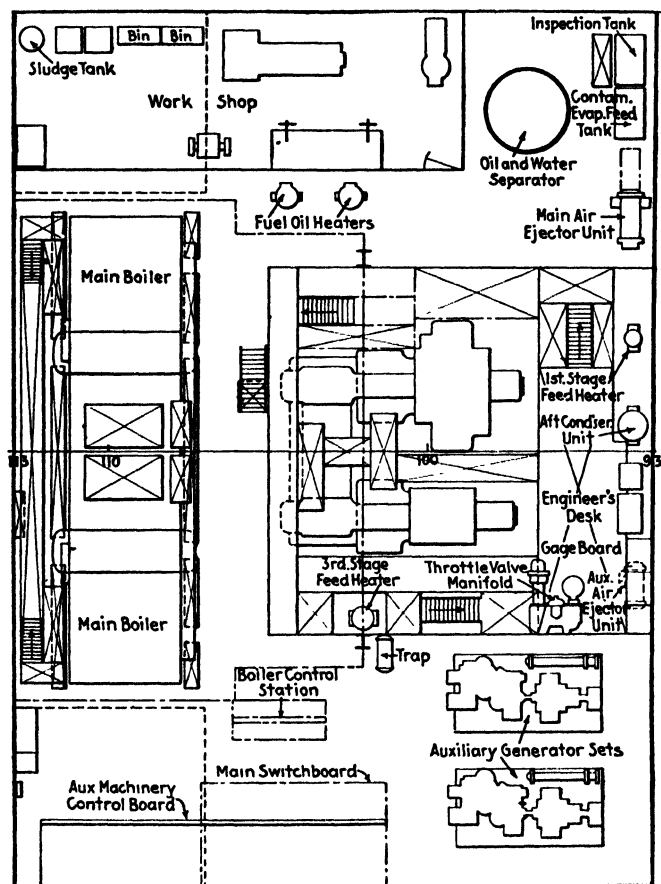 Bin Bin
Sludge Tank
Work Shop
Inspection Tank
Contam.
Evap. Feed
Tank
Oil and Water
Separator
Main Air
Ejector Unit
Fuel Oil Heaters
Main Boiler
1st. Stage
Feed Heater
Aft Cond'ser
Unit
113 110 100 93
Engineer's
Desk
Gage Board
3rd. Stage
Feed Heater
Throttle Valve
Manifold
Aux.
Air
Ejector
Unit
Main Boiler
Trap
Boiler Control
Station
Auxiliary Generator Sets
Main Switchboard
Aux Machinery
Control Board